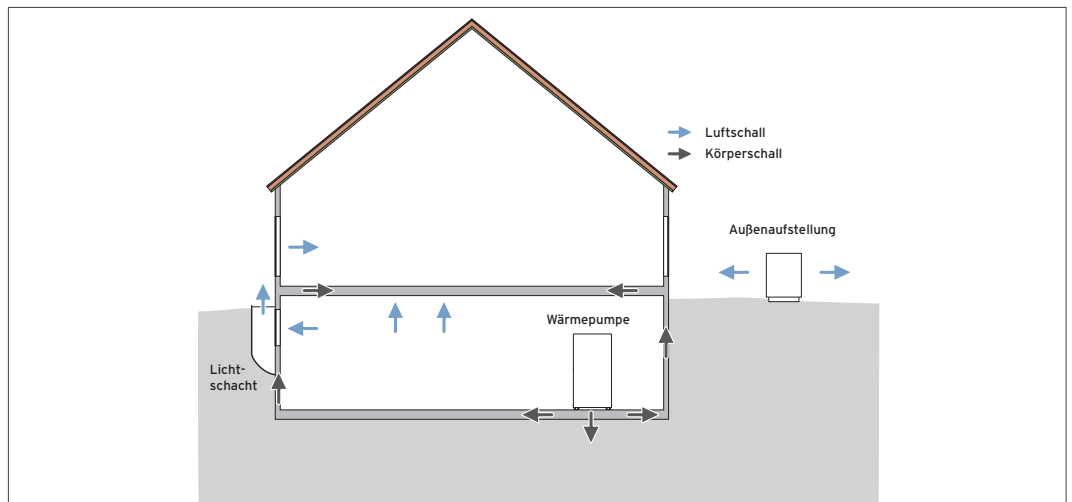 Luftschall
Körperschall
Außenaufstellung
Wärmepumpe
Licht-
schacht